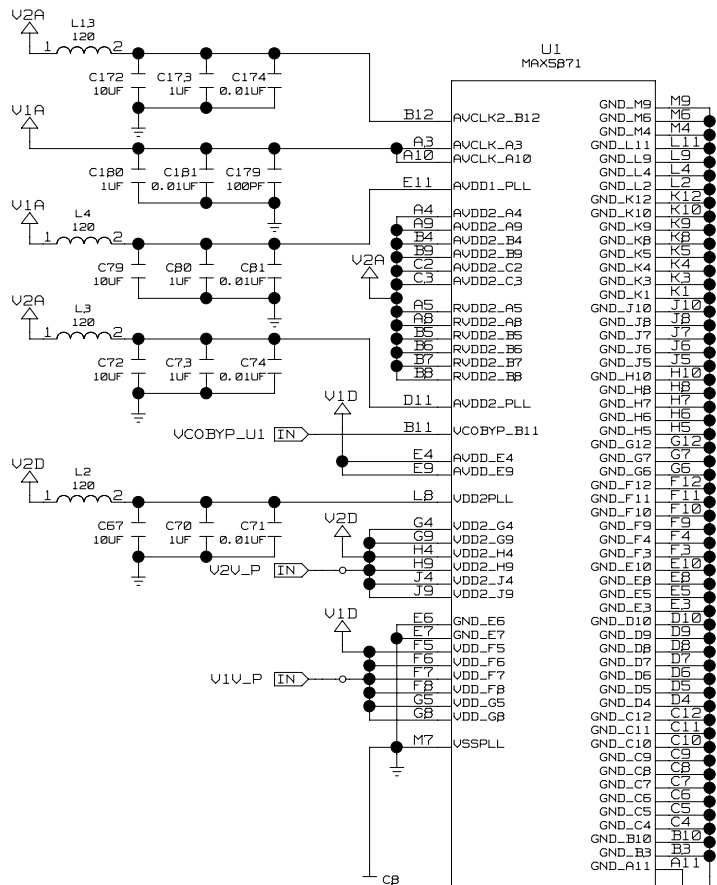 V2A
L13
120
1 2
C172
10UF
C173
1UF
C174
0.01UF
V1A
C180
1UF
C181
0.01UF
C179
100PF
V1A
L4
120
1 2
C79
10UF
C80
1UF
C81
0.01UF
V2A
L3
120
1 2
C72
10UF
C73
1UF
C74
0.01UF
V2A
V1D
VCOBYP_U1 IN
V2D
L2
120
1 2
C67
10UF
C70
1UF
C71
0.01UF
V2D
V2V_P IN
V1D
V1V_P IN
C8
U1
MAX5871
B12 AVCLK2_B12
A3 AVCLK_A3
A10 AVCLK_A10
E11 AVDD1_PLL
A4 AVDD2_A4
A9 AVDD2_A9
B4 AVDD2_B4
B9 AVDD2_B9
C2 AVDD2_C2
C3 AVDD2_C3
A5 RVDD2_A5
A8 RVDD2_A8
B5 RVDD2_B5
B6 RVDD2_B6
B7 RVDD2_B7
B8 RVDD2_B8
D11 AVDD2_PLL
B11 VCOBYP_B11
E4 AVDD_E4
E9 AVDD_E9
L8 VDD2PLL
G4 VDD2_G4
G9 VDD2_G9
H4 VDD2_H4
H9 VDD2_H9
J4 VDD2_J4
J9 VDD2_J9
E6 GND_E6
E7 GND_E7
F5 VDD_F5
F6 VDD_F6
F7 VDD_F7
F8 VDD_F8
G5 VDD_G5
G8 VDD_G8
M7 VSSPLL
GND_M9 M9
GND_M6 M6
GND_M4 M4
GND_L11 L11
GND_L9 L9
GND_L4 L4
GND_L2 L2
GND_K12 K12
GND_K10 K10
GND_K9 K9
GND_K8 K8
GND_K5 K5
GND_K4 K4
GND_K3 K3
GND_K1 K1
GND_J10 J10
GND_J8 J8
GND_J7 J7
GND_J6 J6
GND_J5 J5
GND_H10 H10
GND_H8 H8
GND_H7 H7
GND_H6 H6
GND_H5 H5
GND_G12 G12
GND_G7 G7
GND_G6 G6
GND_F12 F12
GND_F11 F11
GND_F10 F10
GND_F9 F9
GND_F4 F4
GND_F3 F3
GND_E10 E10
GND_E8 E8
GND_E5 E5
GND_E3 E3
GND_D10 D10
GND_D9 D9
GND_D8 D8
GND_D7 D7
GND_D6 D6
GND_D5 D5
GND_D4 D4
GND_C12 C12
GND_C11 C11
GND_C10 C10
GND_C9 C9
GND_C8 C8
GND_C7 C7
GND_C6 C6
GND_C5 C5
GND_C4 C4
GND_B10 B10
GND_B3 B3
GND_A11 A11